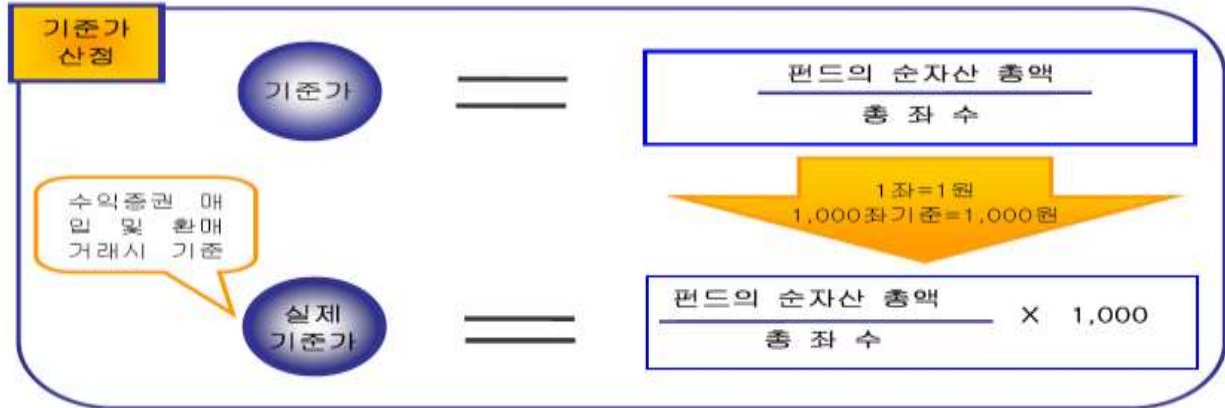 기준가
산정
기준가
펀드의 순자산 총액
총 좌 수
1좌=1원
1,000좌기준=1,000원
수익증권 매
입 및 환매
거래시 기준
실제
기준가
펀드의 순자산 총액
총 좌 수
× 1,000